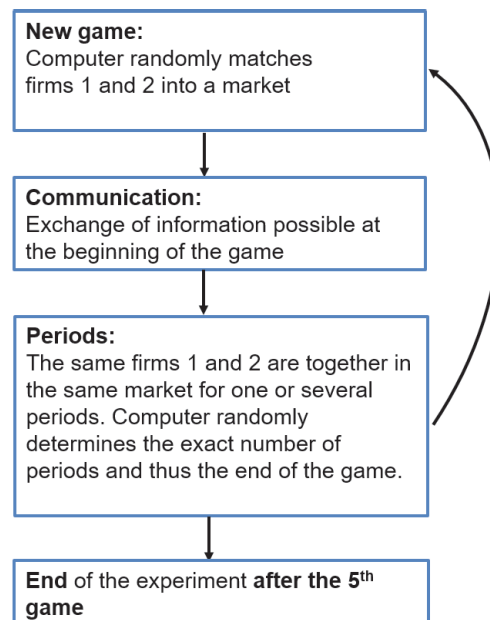 New game:
Computer randomly matches
firms 1 and 2 into a market
Communication:
Exchange of information possible at
the beginning of the game
Periods:
The same firms 1 and 2 are together in
the same market for one or several
periods. Computer randomly
determines the exact number of
periods and thus the end of the game.
End of the experiment after the 5th
game